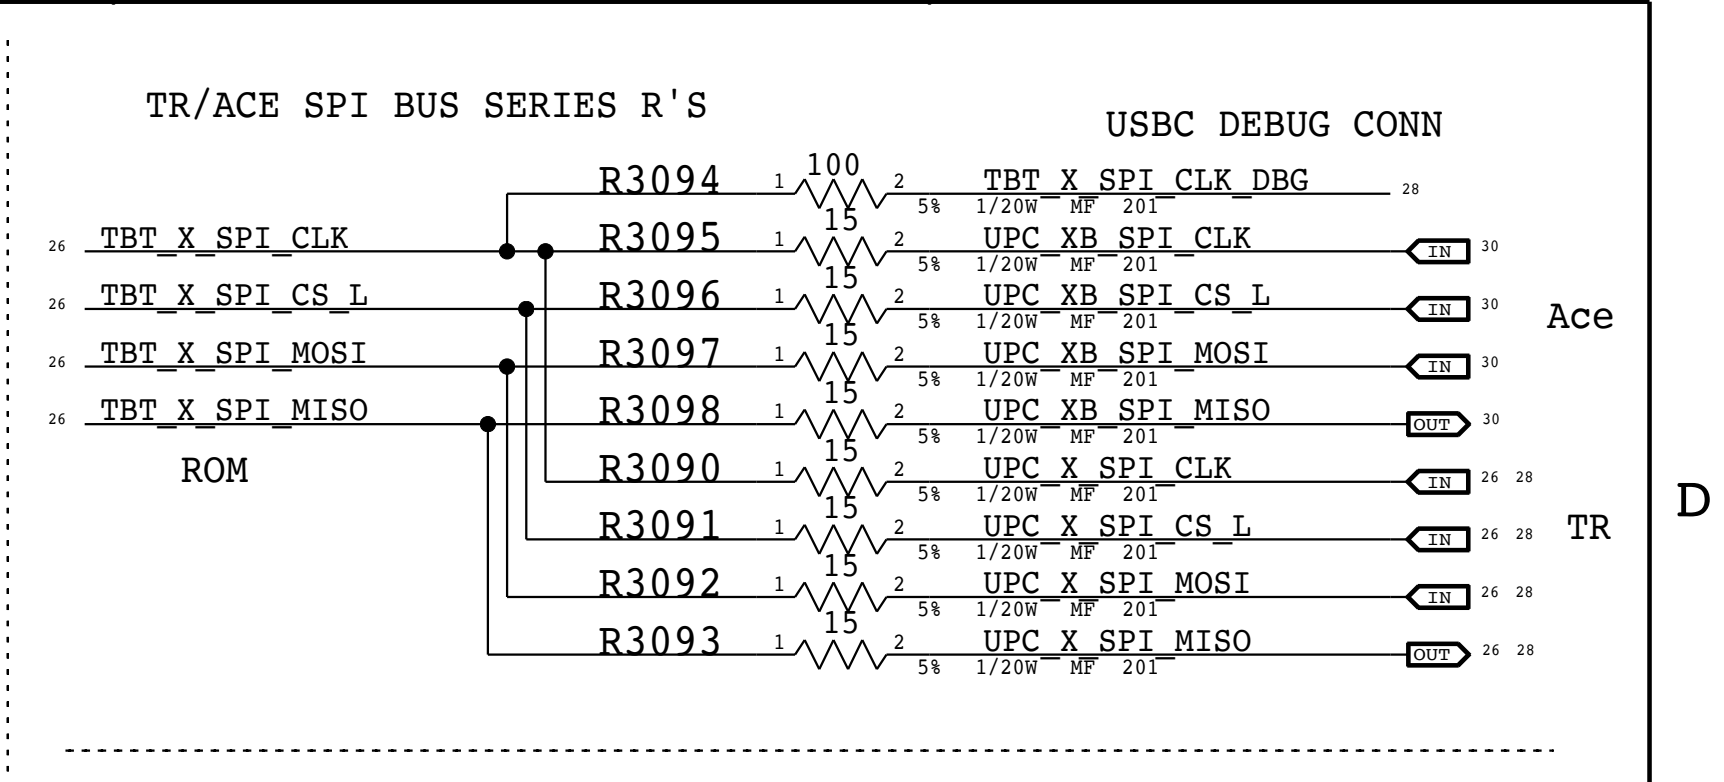 TR/ACE SPI BUS SERIES R'S
USBC DEBUG CONN
R3094 1 100 2 TBT_X_SPI_CLK_DBG 28
5% 1/20W MF 201
26 TBT_X_SPI_CLK R3095 1 15 2 UPC_XB_SPI_CLK IN 30
5% 1/20W MF 201
26 TBT_X_SPI_CS_L R3096 1 15 2 UPC_XB_SPI_CS_L IN 30
5% 1/20W MF 201
Ace
26 TBT_X_SPI_MOSI R3097 1 15 2 UPC_XB_SPI_MOSI IN 30
5% 1/20W MF 201
26 TBT_X_SPI_MISO R3098 1 15 2 UPC_XB_SPI_MISO OUT 30
5% 1/20W MF 201
ROM
R3090 1 15 2 UPC_X_SPI_CLK IN 26 28
5% 1/20W MF 201
D
R3091 1 15 2 UPC_X_SPI_CS_L IN 26 28
TR
5% 1/20W MF 201
R3092 1 15 2 UPC_X_SPI_MOSI IN 26 28
5% 1/20W MF 201
R3093 1 15 2 UPC_X_SPI_MISO OUT 26 28
5% 1/20W MF 201